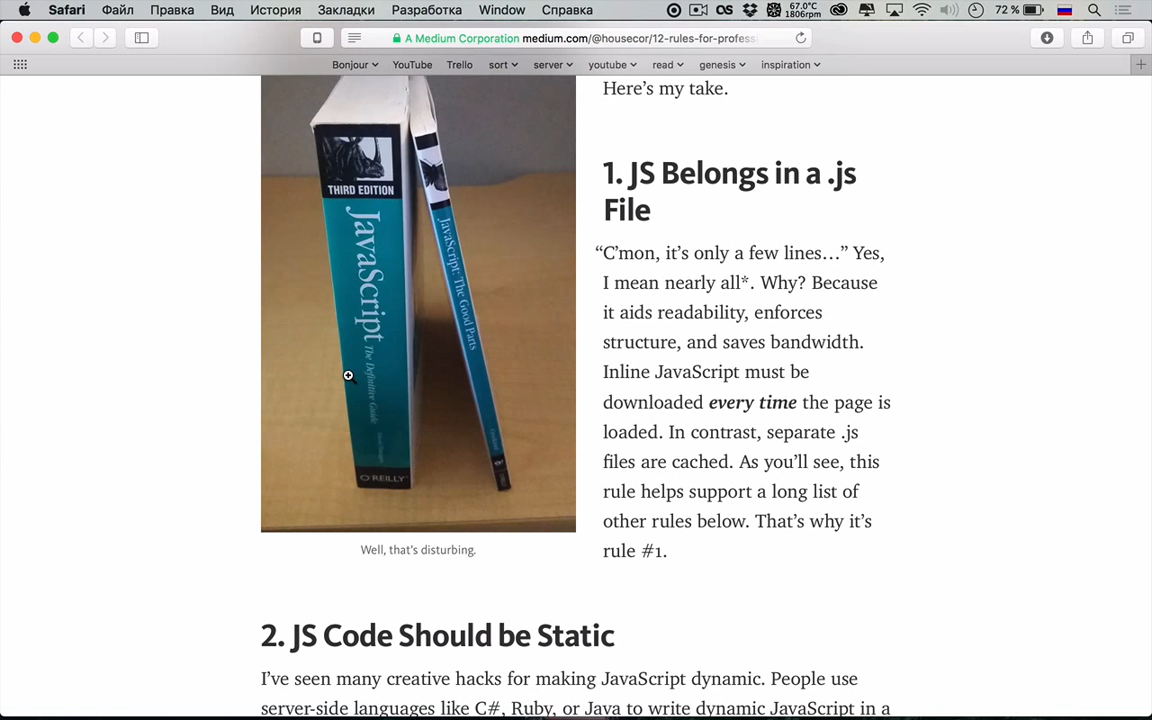 Safari Файл Правка Вид История Закладки Разработка Window Справка
67.0°C
1806rpm
72 %
A Medium Corporation medium.com/@housecor/12-rules-for-profess
Bonjour YouTube Trello sort server youtube read genesis inspiration
Here's my take.
THIRD EDITION
JavaScript The Definitive Guide
O REILLY
JavaScript: The Good Parts
Well, that's disturbing.
1. JS Belongs in a .js
File
“C'mon, it's only a few lines…” Yes,
I mean nearly all*. Why? Because
it aids readability, enforces
structure, and saves bandwidth.
Inline JavaScript must be
downloaded every time the page is
loaded. In contrast, separate .js
files are cached. As you'll see, this
rule helps support a long list of
other rules below. That's why it's
rule #1.
2. JS Code Should be Static
I've seen many creative hacks for making JavaScript dynamic. People use
server-side languages like C#, Ruby, or Java to write dynamic JavaScript in a